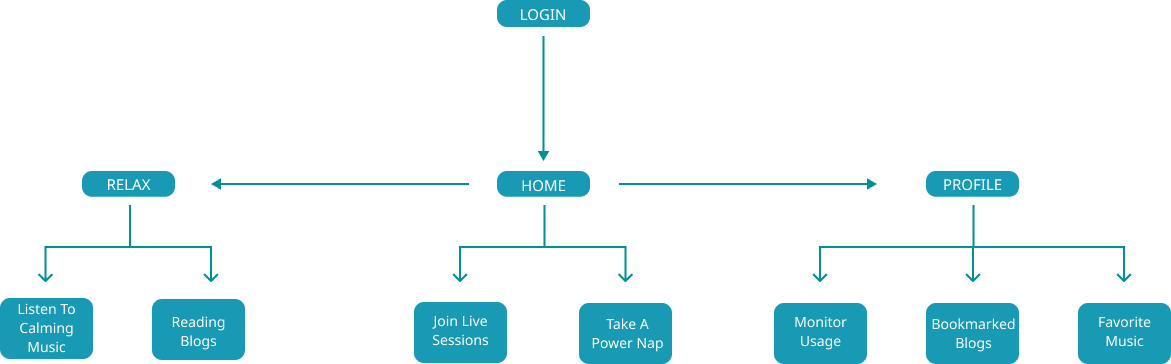 LOGIN
RELAX
HOME
PROFILE
Listen To
Calming
Music
Reading
Blogs
Join Live
Sessions
Take A
Power Nap
Monitor
Usage
Bookmarked
Blogs
Favorite
Music